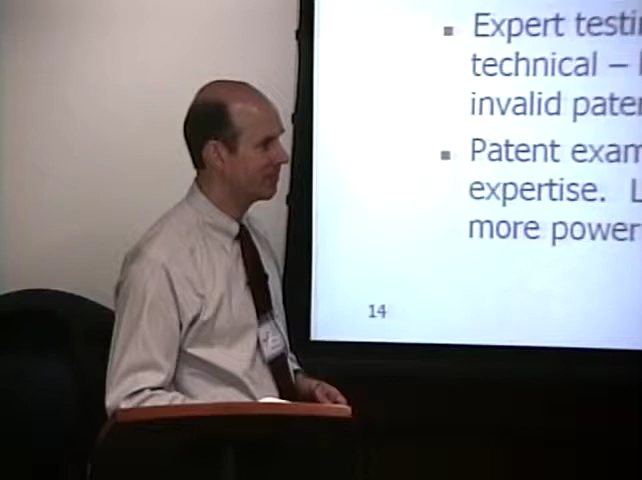 ▪ Expert testi
technical –
invalid pate
▪ Patent exam
expertise. L
more power
14